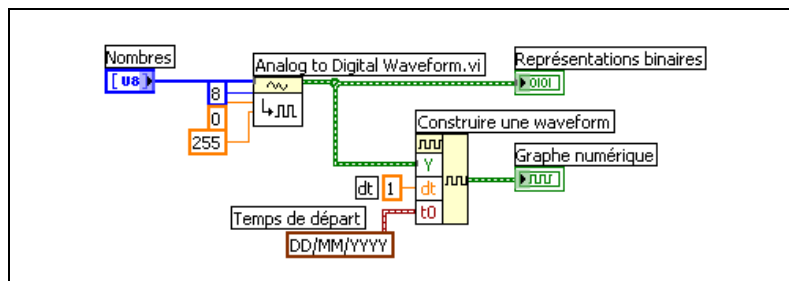 Nombres
[U8]
Analog to Digital Waveform.vi
8
0
255
Représentations binaires
0101
Construire une waveform
Y
dt
t0
dt
1
Graphe numérique
Temps de départ
DD/MM/YYYY